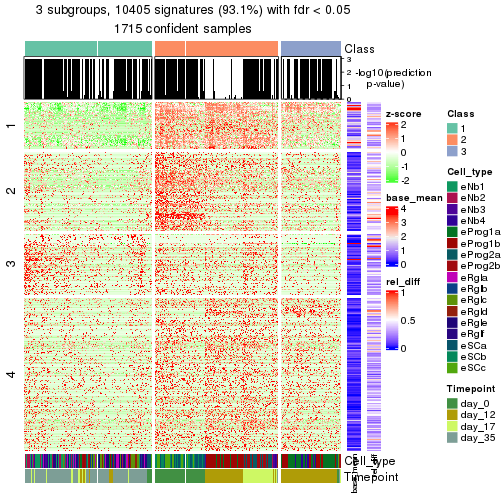 3 subgroups, 10405 signatures (93.1%) with fdr < 0.05
1715 confident samples
Class
3
2
1
0
-log10(prediction
p-value)
1
2
3
4
z-score
2
1
0
-1
-2
base_mean
4
3
2
1
0
rel_diff
1
0.5
0
Class
1
2
3
Cell_type
eNb1
eNb2
eNb3
eNb4
eProg1a
eProg1b
eProg2a
eProg2b
eRgla
eRglb
eRglc
eRgld
eRgle
eRglf
eSCa
eSCb
eSCc
Timepoint
day_0
day_12
day_17
day_35
Cell_type
Timepoint